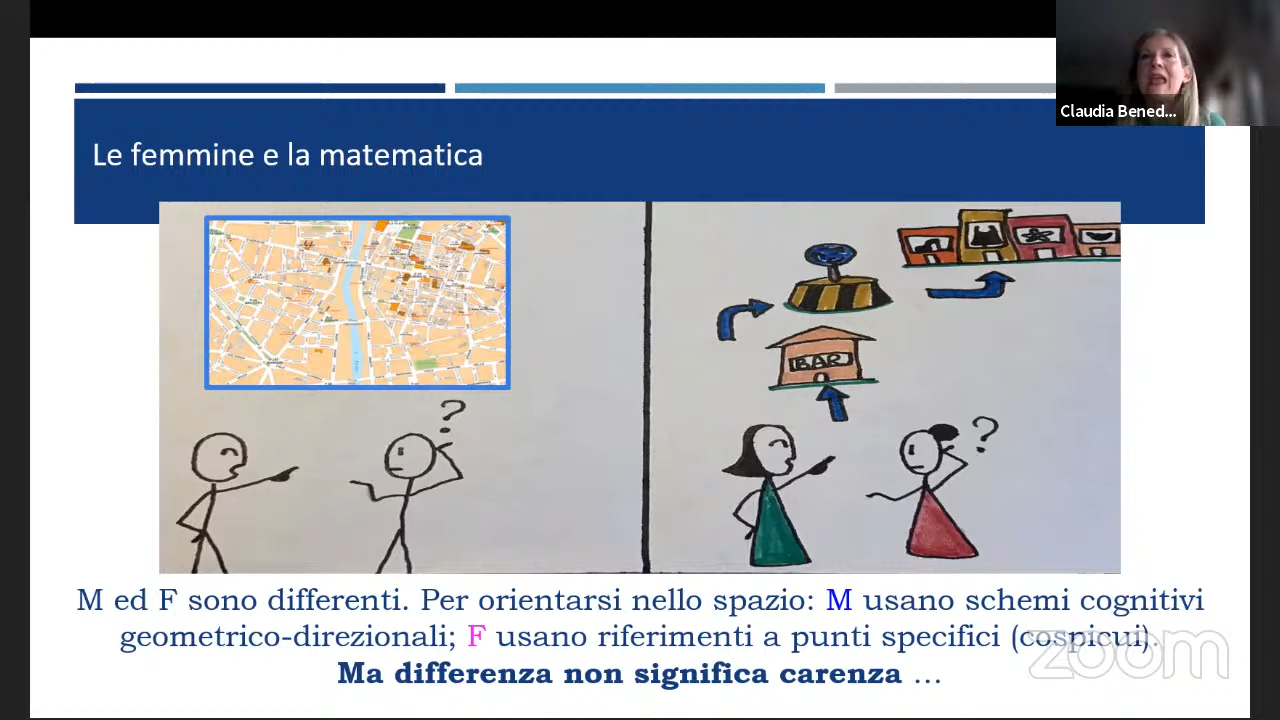 Claudia Bened...
Le femmine e la matematica
?
BAR
?
M ed F sono differenti. Per orientarsi nello spazio: M usano schemi cognitivi
geometrico-direzionali; F usano riferimenti a punti specifici (cospicui).
Ma differenza non significa carenza ...
zoom